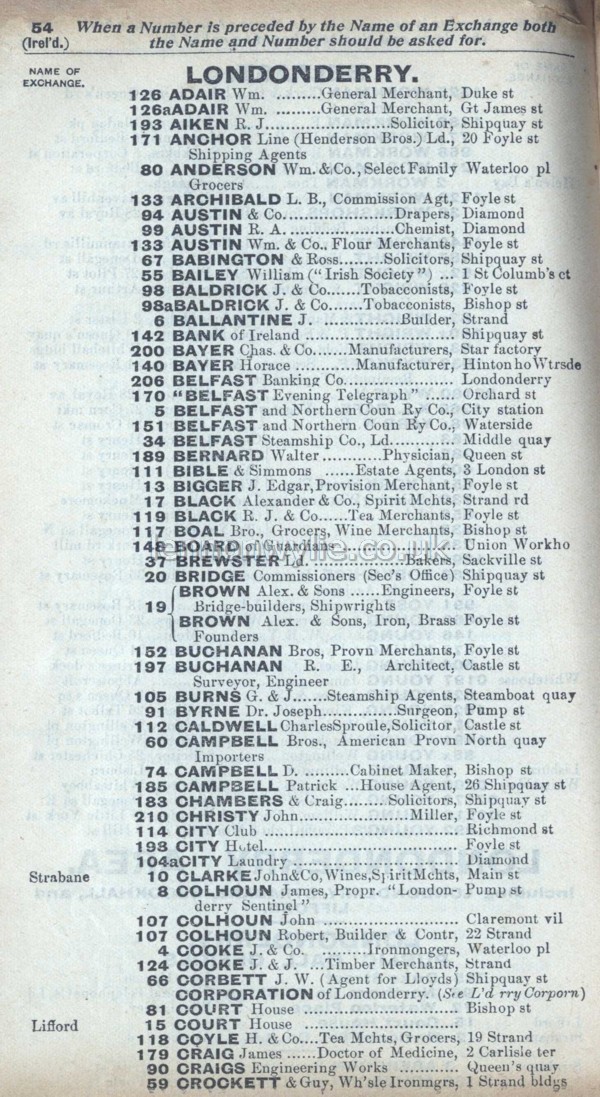 54 When a Number is preceded by the Name of an Exchange both
(Irel'd.) the Name and Number should be asked for.
NAME OF
EXCHANGE.
LONDONDERRY.
126 ADAIR Wm. .........General Merchant, Duke st
126aADAIR Wm. .........General Merchant, Gt James st
193 AIKEN R. J.....................Solicitor, Shipquay st
171 ANCHOR Line (Henderson Bros.) Ld., 20 Foyle st
Shipping Agents
80 ANDERSON Wm. & Co., Select Family Waterloo pl
Grocers
133 ARCHIBALD L. B., Commission Agt, Foyle st
94 AUSTIN & Co...................Drapers, Diamond
99 AUSTIN R. A...................Chemist, Diamond
133 AUSTIN Wm. & Co., Flour Merchants, Foyle st
67 BABINGTON & Ross.........Solicitors, Shipquay st
55 BAILEY William ("Irish Society") ... 1 St Columb's ct
98 BALDRICK J. & Co......Tobacconists, Foyle st
98aBALDRICK J. & Co......Tobacconists, Bishop st
6 BALLANTINE J. ...............Builder, Strand
142 BANK of Ireland .................. Shipquay st
200 BAYER Chas. & Co......Manufacturers, Star factory
140 BAYER Horace ............Manufacturer, Hinton ho Wtrsde
206 BELFAST Banking Co............... Londonderry
170 "BELFAST Evening Telegraph" ...... Orchard st
5 BELFAST and Northern Coun Ry Co., City station
151 BELFAST and Northern Coun Ry Co., Waterside
34 BELFAST Steamship Co., Ld............ Middle quay
189 BERNARD Walter............Physician, Queen st
111 BIBLE & Simmons ......Estate Agents, 3 London st
13 BIGGER J. Edgar, Provision Merchant, Foyle st
17 BLACK Alexander & Co., Spirit Mchts, Strand rd
119 BLACK R. J. & Co......Tea Merchants, Foyle st
117 BOAL Bro., Grocers, Wine Merchants, Bishop st
148 BOARD of Guardians............... Union Workho
37 BREWSTER Ld. ...............Bakers, Sackville st
20 BRIDGE Commissioners (Sec's Office) Shipquay st
BROWN Alex. & Sons ......Engineers, Foyle st
19 Bridge-builders, Shipwrights
BROWN Alex. & Sons, Iron, Brass Foyle st
Founders
152 BUCHANAN Bros, Provn Merchants, Foyle st
197 BUCHANAN R. E., Architect, Castle st
Surveyor, Engineer
105 BURNS G. & J.......Steamship Agents, Steamboat quay
91 BYRNE Dr. Joseph...............Surgeon, Pump st
112 CALDWELL Charles Sproule, Solicitor, Castle st
60 CAMPBELL Bros., American Provn North quay
Importers
74 CAMPBELL D. .........Cabinet Maker, Bishop st
185 CAMPBELL Patrick ...House Agent, 26 Shipquay st
183 CHAMBERS & Craig......Solicitors, Shipquay st
210 CHRISTY John...............Miller, Foyle st
114 CITY Club ........................ Richmond st
193 CITY Hotel........................ Foyle st
104aCITY Laundry ..................... Diamond
Strabane 10 CLARKE John & Co, Wines, Spirit Mchts, Main st
8 COLHOUN James, Propr. "London- Pump st
derry Sentinel"
107 COLHOUN John ..................... Claremont vil
107 COLHOUN Robert, Builder & Contr, 22 Strand
4 COOKE J. & Co. .........Ironmongers, Waterloo pl
124 COOKE J. & J. ...Timber Merchants, Strand
66 CORBETT J. W. (Agent for Lloyds) Shipquay st
CORPORATION of Londonderry. (See L'd'rry Corporn)
81 COURT House ..................... Bishop st
Lifford 15 COURT House .....................
118 COYLE H. & Co....Tea Mchts, Grocers, 19 Strand
179 CRAIG James ......Doctor of Medicine, 2 Carlisle ter
90 CRAIGS Engineering Works ............ Queen's quay
59 CROCKETT & Guy, Wh'sle Ironmgrs, 1 Strand bldgs